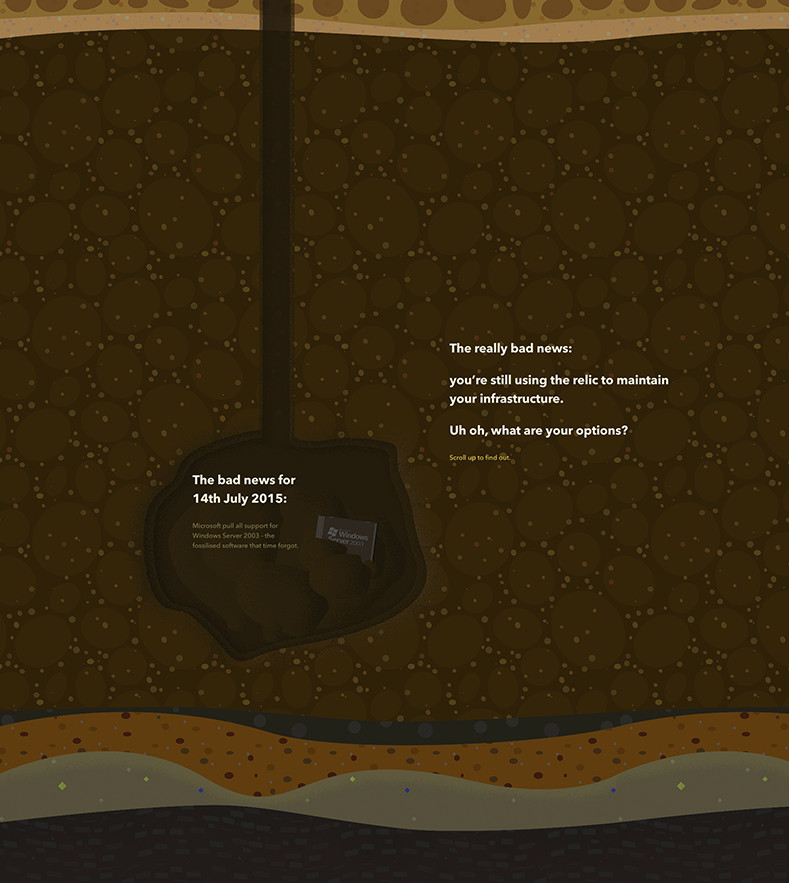 The really bad news:
you're still using the relic to maintain
your infrastructure.
Uh oh, what are your options?
Scroll up to find out.
The bad news for
14th July 2015:
Microsoft pull all support for
Windows Server 2003 - the
fossilised software that time forgot.
Windows
Server 2003